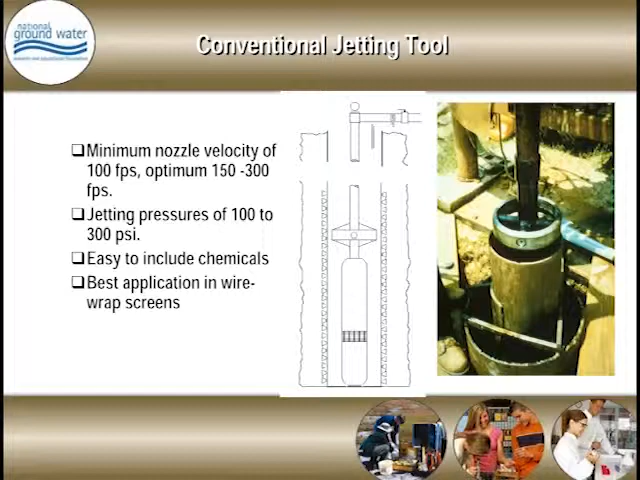 national
ground water
Conventional Jetting Tool
Minimum nozzle velocity of
100 fps, optimum 150 -300
fps.
Jetting pressures of 100 to
300 psi.
Easy to include chemicals
Best application in wire-
wrap screens